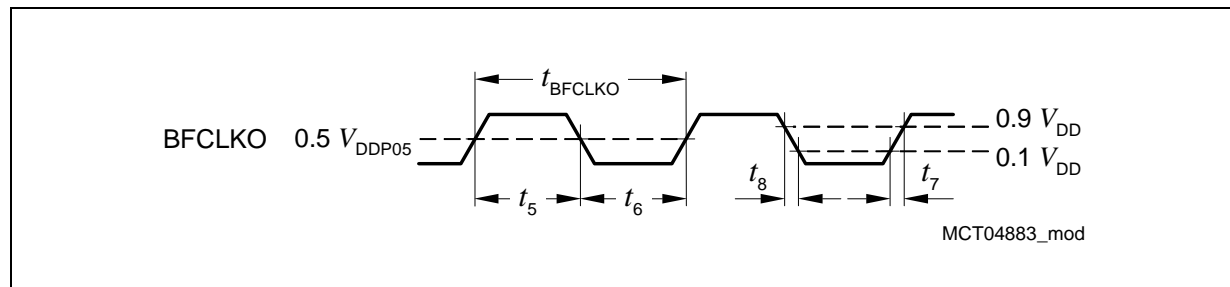 tBFCLKO
BFCLKO 0.5 VDDP05
0.9 VDD
0.1 VDD
t5 t6 t8 t7
MCT04883_mod